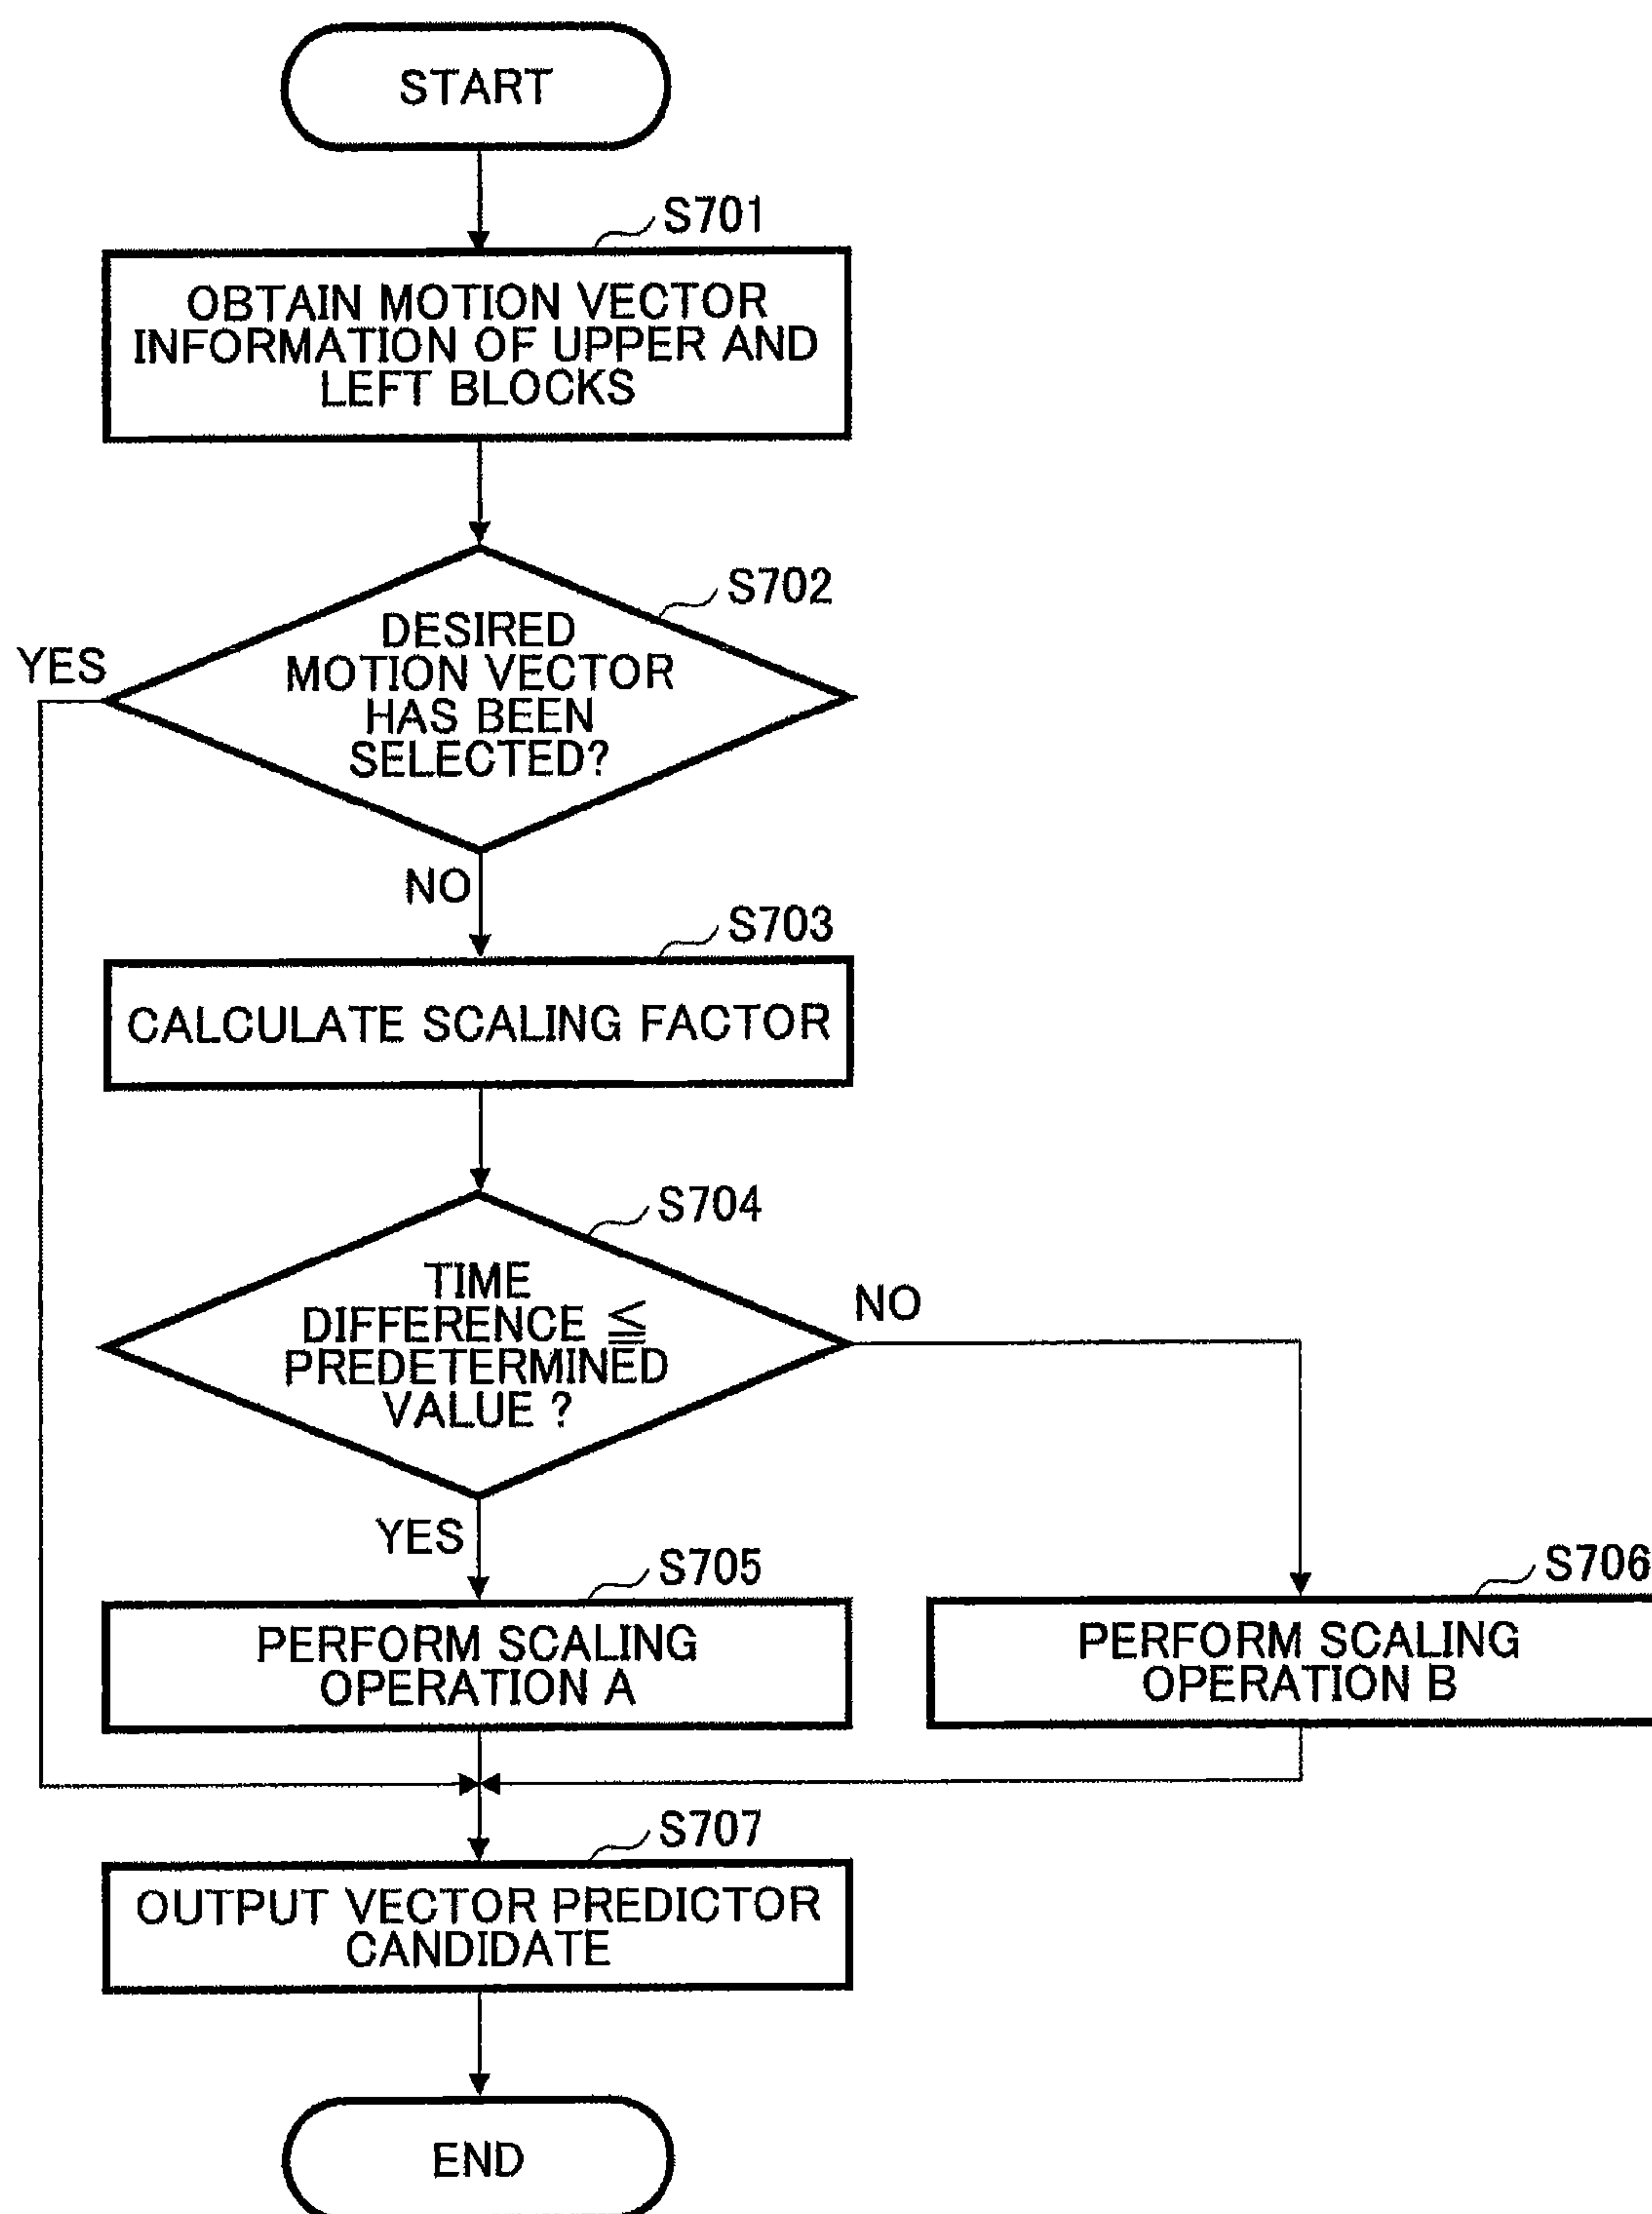 START
S701
OBTAIN MOTION VECTOR
INFORMATION OF UPPER AND
LEFT BLOCKS
S702
YES
DESIRED
MOTION VECTOR
HAS BEEN
SELECTED?
NO
S703
CALCULATE SCALING FACTOR
S704
TIME
DIFFERENCE ≦
PREDETERMINED
VALUE ?
NO
YES
S705
PERFORM SCALING
OPERATION A
S706
PERFORM SCALING
OPERATION B
S707
OUTPUT VECTOR PREDICTOR
CANDIDATE
END